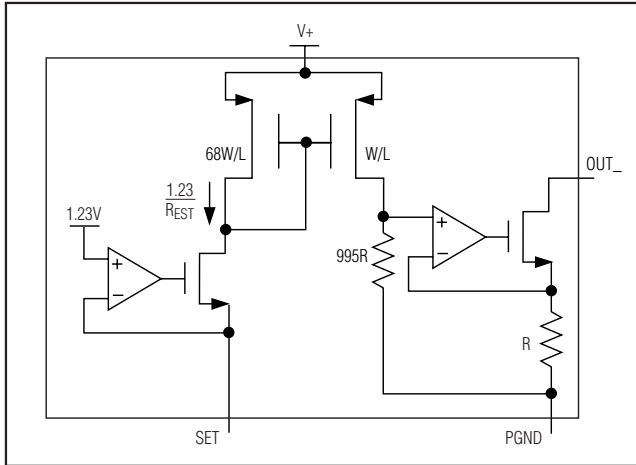 V+
68W/L
W/L
OUT_
1.23
R_EST
1.23V
+
−
995R
+
−
R
SET
PGND